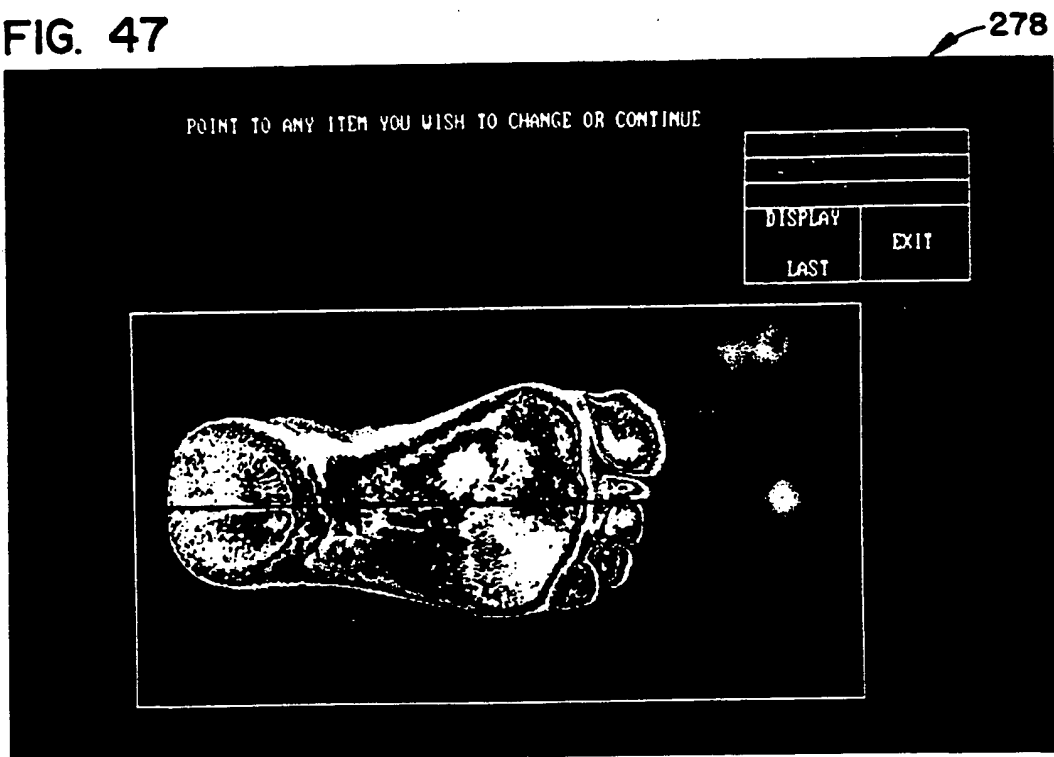 FIG. 47
278
POINT TO ANY ITEM YOU WISH TO CHANGE OR CONTINUE
DISPLAY
EXIT
LAST